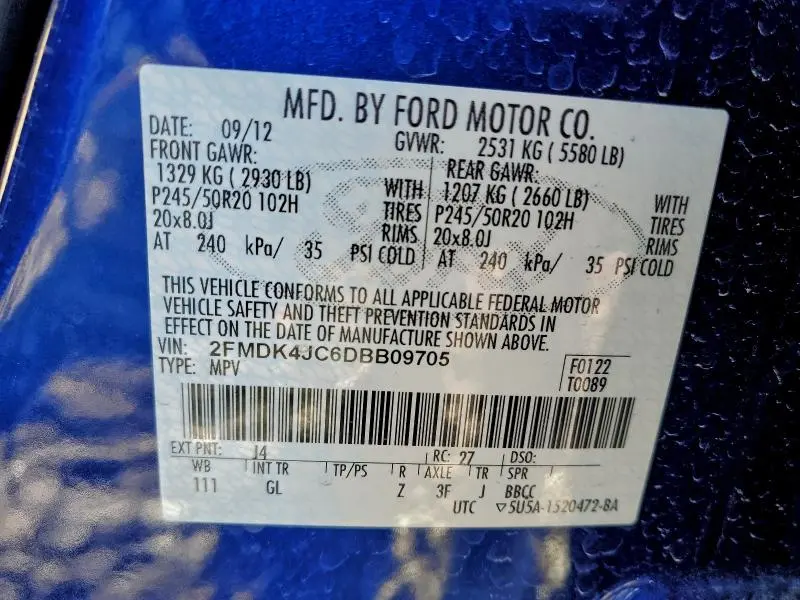 MFD. BY FORD MOTOR CO.
DATE: 09/12 GVWR: 2531 KG ( 5580 LB)
FRONT GAWR: REAR GAWR:
1329 KG ( 2930 LB) WITH 1207 KG ( 2660 LB) WITH
P245/50R20 102H TIRES P245/50R20 102H TIRES
20x8.0J RIMS 20x8.0J RIMS
AT 240 kPa/ 35 PSI COLD AT 240 kPa/ 35 PSI COLD
THIS VEHICLE CONFORMS TO ALL APPLICABLE FEDERAL MOTOR
VEHICLE SAFETY AND THEFT PREVENTION STANDARDS IN
EFFECT ON THE DATE OF MANUFACTURE SHOWN ABOVE.
VIN: 2FMDK4JC6DBB09705
TYPE: MPV F0122
T0089
EXT PNT: J4 RC: 27 DSO:
WB INT TR TP/PS R AXLE TR SPR
111 GL Z 3F J BBCC
UTC ▽5U5A-1520472-BA
Ford